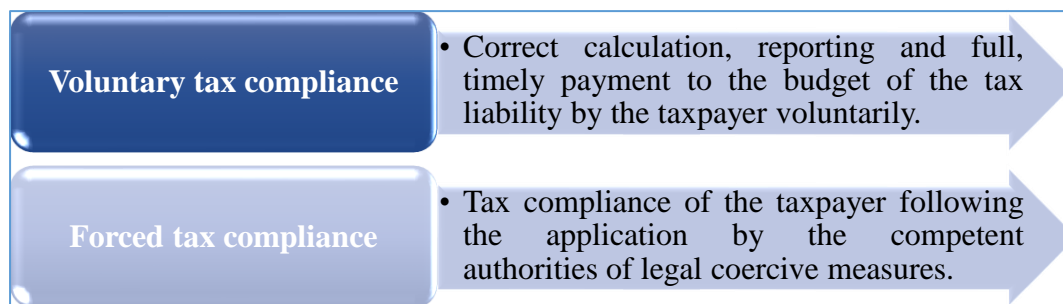 Voluntary tax compliance
• Correct calculation, reporting and full,
timely payment to the budget of the tax
liability by the taxpayer voluntarily.
Forced tax compliance
• Tax compliance of the taxpayer following
the application by the competent
authorities of legal coercive measures.